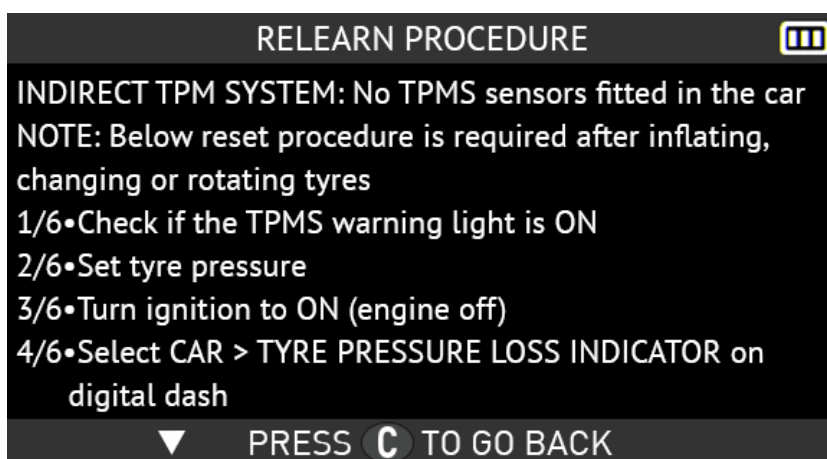 RELEARN PROCEDURE
INDIRECT TPM SYSTEM: No TPMS sensors fitted in the car
NOTE: Below reset procedure is required after inflating,
changing or rotating tyres
1/6•Check if the TPMS warning light is ON
2/6•Set tyre pressure
3/6•Turn ignition to ON (engine off)
4/6•Select CAR > TYRE PRESSURE LOSS INDICATOR on
digital dash
▼ PRESS C TO GO BACK